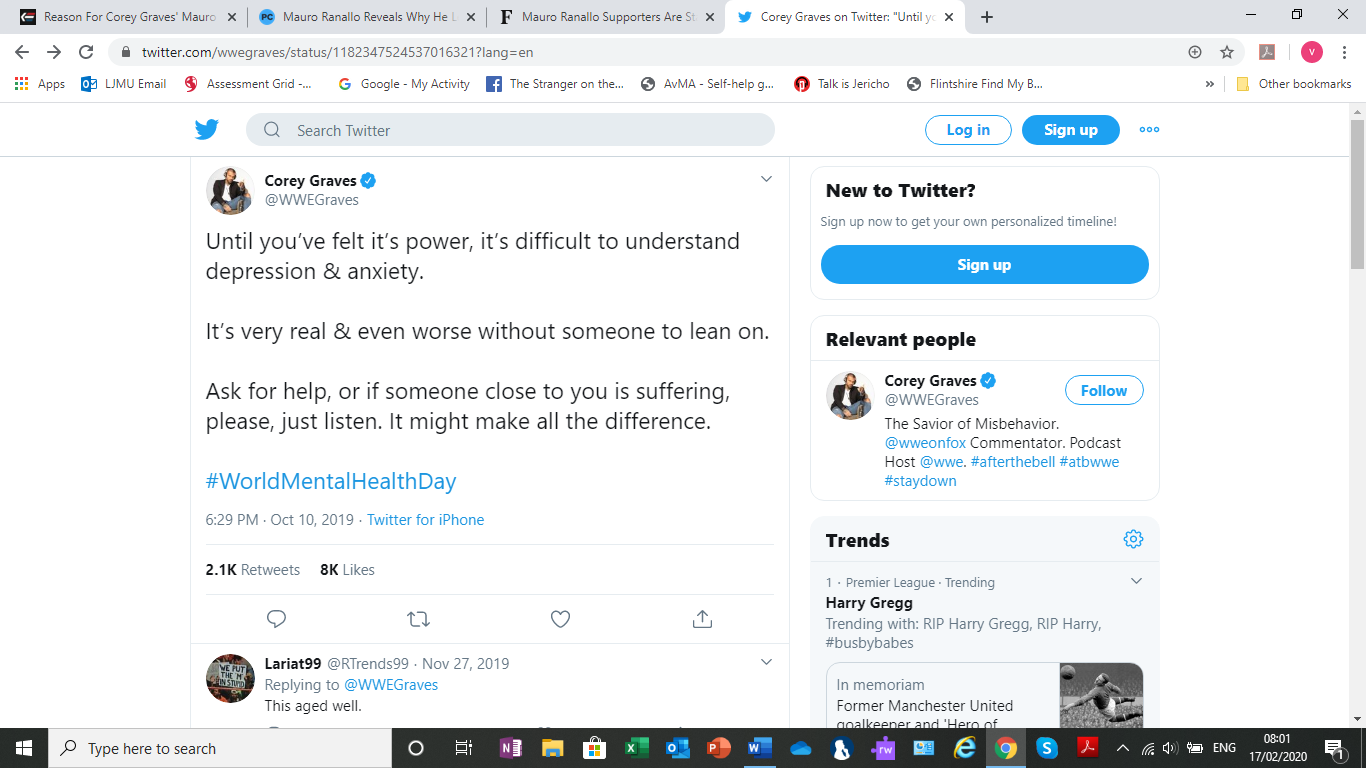 Reason For Corey Graves' Mauro
Mauro Ranallo Reveals Why He L
Mauro Ranallo Supporters Are St
Corey Graves on Twitter: "Until yo
twitter.com/wwegraves/status/1182347524537016321?lang=en
V
Apps
LJMU Email
Assessment Grid -...
Google - My Activity
The Stranger on the...
AvMA - Self-help g...
Talk is Jericho
Flintshire Find My B...
»
Other bookmarks
Search Twitter
Log in
Sign up
Corey Graves
@WWEGraves
Until you've felt it's power, it's difficult to understand
depression & anxiety.
It's very real & even worse without someone to lean on.
Ask for help, or if someone close to you is suffering,
please, just listen. It might make all the difference.
#WorldMentalHealthDay
6:29 PM · Oct 10, 2019 · Twitter for iPhone
2.1K Retweets 8K Likes
Lariat99 @RTrends99 · Nov 27, 2019
Replying to @WWEGraves
This aged well.
New to Twitter?
Sign up now to get your own personalized timeline!
Sign up
Relevant people
Corey Graves
@WWEGraves
Follow
The Savior of Misbehavior.
@wweonfox Commentator. Podcast
Host @wwe. #afterthebell #atbwwe
#staydown
Trends
1 · Premier League · Trending
Harry Gregg
Trending with: RIP Harry Gregg, RIP Harry,
#busbybabes
In memoriam
Former Manchester United
goalkeeper and 'Hero of
Type here to search
ENG
08:01
17/02/2020
1